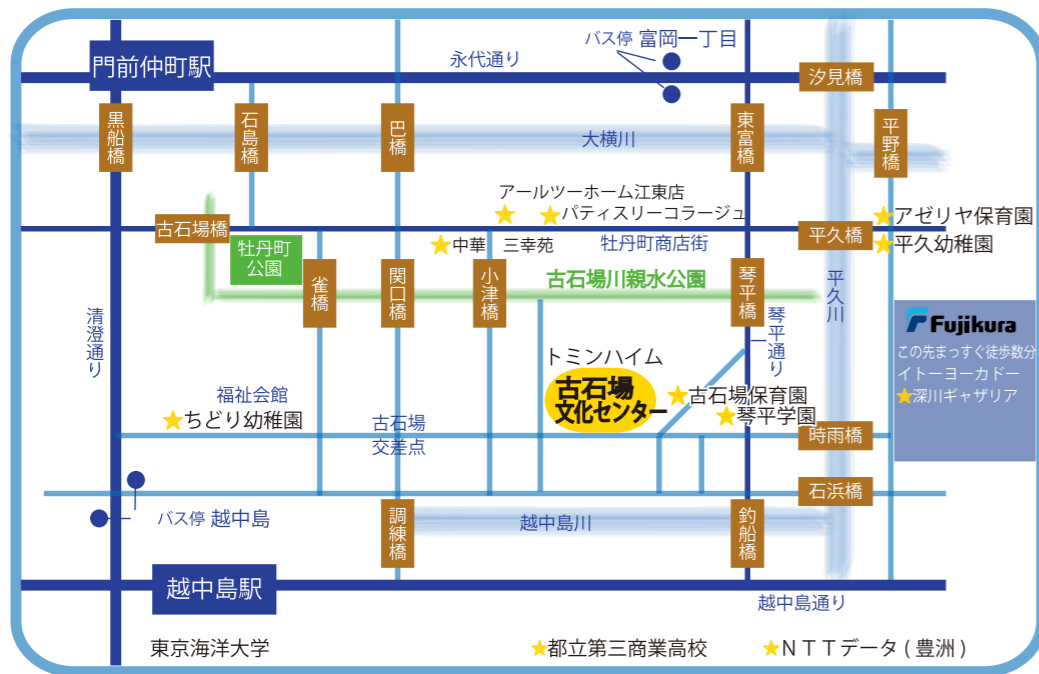 バス停 富岡一丁目
門前仲町駅
永代通り
汐見橋
黒船橋
石島橋
巴橋
東富橋
平野橋
大横川
アールツーホーム江東店
パティスリーコラージュ
アゼリヤ保育園
古石場橋
中華 三幸苑
牡丹町商店街
平久橋
平久幼稚園
牡丹町
公園
雀橋
関口橋
小津橋
古石場川親水公園
琴平橋
平久川
清澄通り
琴平通り
Fujikura
この先まっすぐ徒歩数分
イトーヨーカドー
深川ギャザリア
トミンハイム
古石場
文化センター
福祉会館
ちどり幼稚園
古石場
交差点
古石場保育園
琴平学園
時雨橋
石浜橋
バス停 越中島
調練橋
越中島川
釣船橋
越中島駅
越中島通り
東京海洋大学
都立第三商業高校
NTTデータ(豊洲)